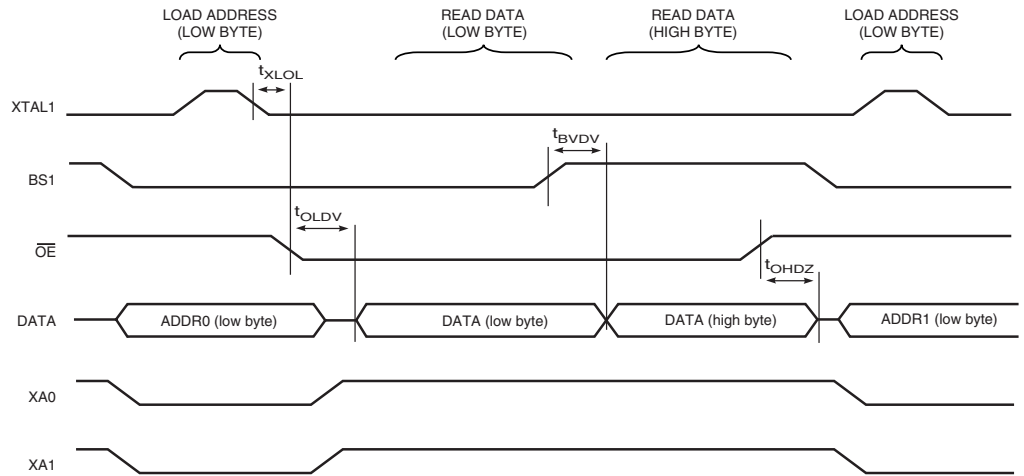 LOAD ADDRESS
(LOW BYTE)
READ DATA
(LOW BYTE)
READ DATA
(HIGH BYTE)
LOAD ADDRESS
(LOW BYTE)
tXLOL
XTAL1
tBVDV
BS1
tOLDV
OE
tOHDZ
DATA
ADDR0 (low byte)
DATA (low byte)
DATA (high byte)
ADDR1 (low byte)
XA0
XA1